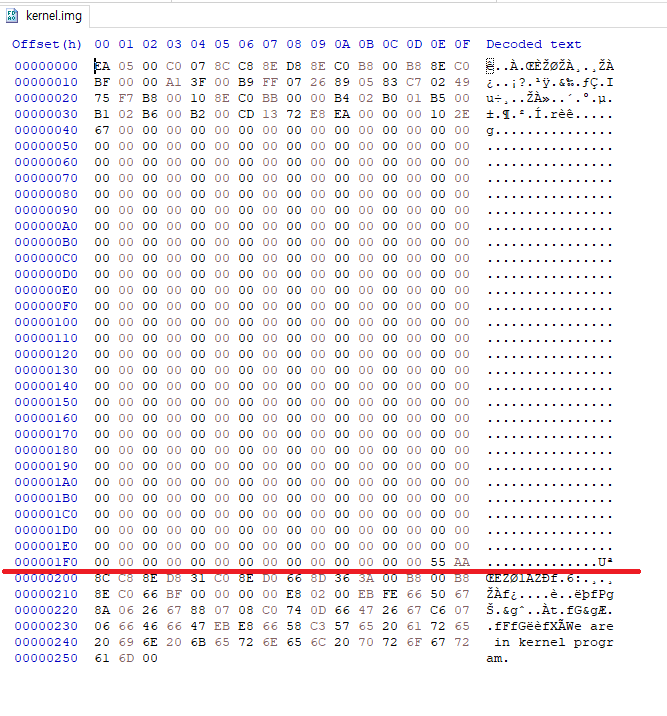 kernel.img
Offset(h) 00 01 02 03 04 05 06 07 08 09 0A 0B 0C 0D 0E 0F Decoded text
00000000 EA 05 00 C0 07 8C C8 8E D8 8E C0 B8 00 B8 8E C0 ê..À.ŒÈŽØŽÀ¸.¸ŽÀ
00000010 BF 00 00 A1 3F 00 B9 FF 07 26 89 05 83 C7 02 49 ¿..¡?.¹ÿ.&‰.ƒÇ.I
00000020 75 F7 B8 00 10 8E C0 BB 00 00 B4 02 B0 01 B5 00 u÷¸..ŽÀ»..´.°.µ.
00000030 B1 02 B6 00 B2 00 CD 13 72 E8 EA 00 00 00 10 2E ±.¶.².Í.rèê.....
00000040 67 00 00 00 00 00 00 00 00 00 00 00 00 00 00 00 g...............
00000050 00 00 00 00 00 00 00 00 00 00 00 00 00 00 00 00 ................
00000060 00 00 00 00 00 00 00 00 00 00 00 00 00 00 00 00 ................
00000070 00 00 00 00 00 00 00 00 00 00 00 00 00 00 00 00 ................
00000080 00 00 00 00 00 00 00 00 00 00 00 00 00 00 00 00 ................
00000090 00 00 00 00 00 00 00 00 00 00 00 00 00 00 00 00 ................
000000A0 00 00 00 00 00 00 00 00 00 00 00 00 00 00 00 00 ................
000000B0 00 00 00 00 00 00 00 00 00 00 00 00 00 00 00 00 ................
000000C0 00 00 00 00 00 00 00 00 00 00 00 00 00 00 00 00 ................
000000D0 00 00 00 00 00 00 00 00 00 00 00 00 00 00 00 00 ................
000000E0 00 00 00 00 00 00 00 00 00 00 00 00 00 00 00 00 ................
000000F0 00 00 00 00 00 00 00 00 00 00 00 00 00 00 00 00 ................
00000100 00 00 00 00 00 00 00 00 00 00 00 00 00 00 00 00 ................
00000110 00 00 00 00 00 00 00 00 00 00 00 00 00 00 00 00 ................
00000120 00 00 00 00 00 00 00 00 00 00 00 00 00 00 00 00 ................
00000130 00 00 00 00 00 00 00 00 00 00 00 00 00 00 00 00 ................
00000140 00 00 00 00 00 00 00 00 00 00 00 00 00 00 00 00 ................
00000150 00 00 00 00 00 00 00 00 00 00 00 00 00 00 00 00 ................
00000160 00 00 00 00 00 00 00 00 00 00 00 00 00 00 00 00 ................
00000170 00 00 00 00 00 00 00 00 00 00 00 00 00 00 00 00 ................
00000180 00 00 00 00 00 00 00 00 00 00 00 00 00 00 00 00 ................
00000190 00 00 00 00 00 00 00 00 00 00 00 00 00 00 00 00 ................
000001A0 00 00 00 00 00 00 00 00 00 00 00 00 00 00 00 00 ................
000001B0 00 00 00 00 00 00 00 00 00 00 00 00 00 00 00 00 ................
000001C0 00 00 00 00 00 00 00 00 00 00 00 00 00 00 00 00 ................
000001D0 00 00 00 00 00 00 00 00 00 00 00 00 00 00 00 00 ................
000001E0 00 00 00 00 00 00 00 00 00 00 00 00 00 00 00 00 ................
000001F0 00 00 00 00 00 00 00 00 00 00 00 00 00 00 55 AA ..............Uª
00000200 8C C8 8E D8 31 C0 8E D0 66 8D 36 3A 00 B8 00 B8 ŒÈŽØ1ÀŽÐf.6:.¸.¸
00000210 8E C0 66 BF 00 00 00 00 E8 02 00 EB FE 66 50 67 ŽÀf¿....è..ëþfPg
00000220 8A 06 26 67 88 07 08 C0 74 0D 66 47 26 67 C6 07 Š.&gˆ..Àt.fG&gÆ.
00000230 06 66 46 66 47 EB E8 66 58 C3 57 65 20 61 72 65 .fFfGëèfXÃWe are
00000240 20 69 6E 20 6B 65 72 6E 65 6C 20 70 72 6F 67 72 in kernel progr
00000250 61 6D 00 am.